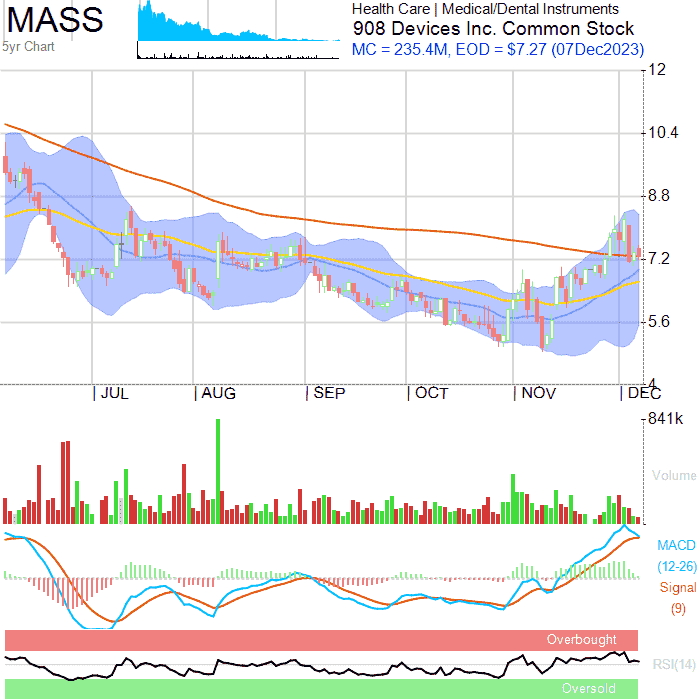 MASS
5yr Chart
Health Care | Medical/Dental Instruments
908 Devices Inc. Common Stock
MC = 235.4M, EOD = $7.27 (07Dec2023)
12
10.4
8.8
7.2
5.6
4
JUL
AUG
SEP
OCT
NOV
DEC
841k
Volume
MACD
(12-26)
Signal
(9)
Overbought
RSI(14)
Oversold